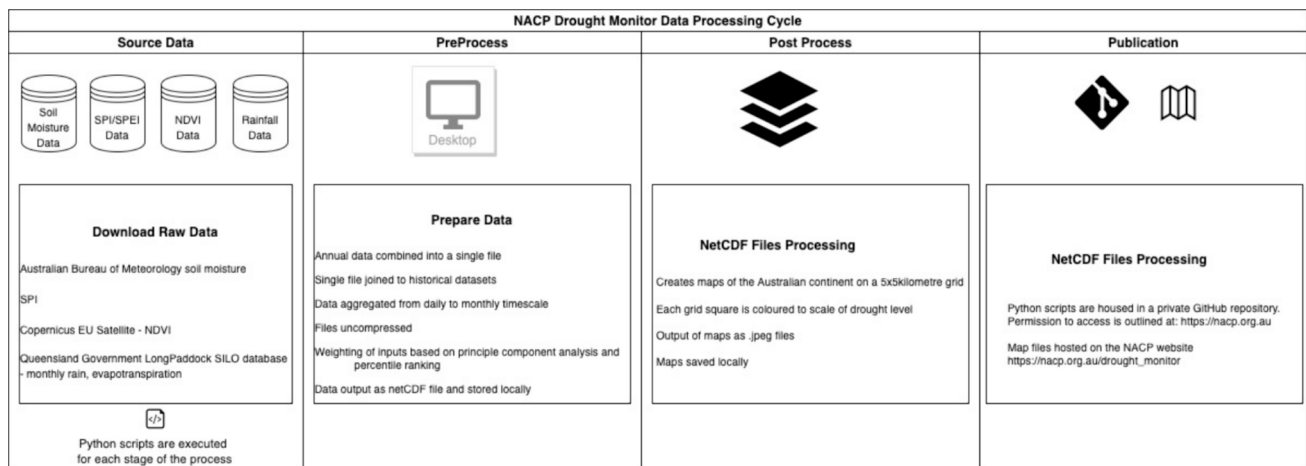 NACP Drought Monitor Data Processing Cycle
Source Data
PreProcess
Post Process
Publication
Soil
Moisture
Data
SPI/SPEI
Data
NDVI
Data
Rainfall
Data
Desktop
Download Raw Data
Australian Bureau of Meteorology soil moisture
SPI
Copernicus EU Satellite - NDVI
Queensland Government LongPaddock SILO database
- monthly rain, evapotranspiration
</>
Python scripts are executed
for each stage of the process
Prepare Data
Annual data combined into a single file
Single file joined to historical datasets
Data aggregated from daily to monthly timescale
Files uncompressed
Weighting of inputs based on principle component analysis and
percentile ranking
Data output as netCDF file and stored locally
NetCDF Files Processing
Creates maps of the Australian continent on a 5x5kilometre grid
Each grid square is coloured to scale of drought level
Output of maps as .jpeg files
Maps saved locally
NetCDF Files Processing
Python scripts are housed in a private GitHub repository.
Permission to access is outlined at: https://nacp.org.au
Map files hosted on the NACP website
https://nacp.org.au/drought_monitor